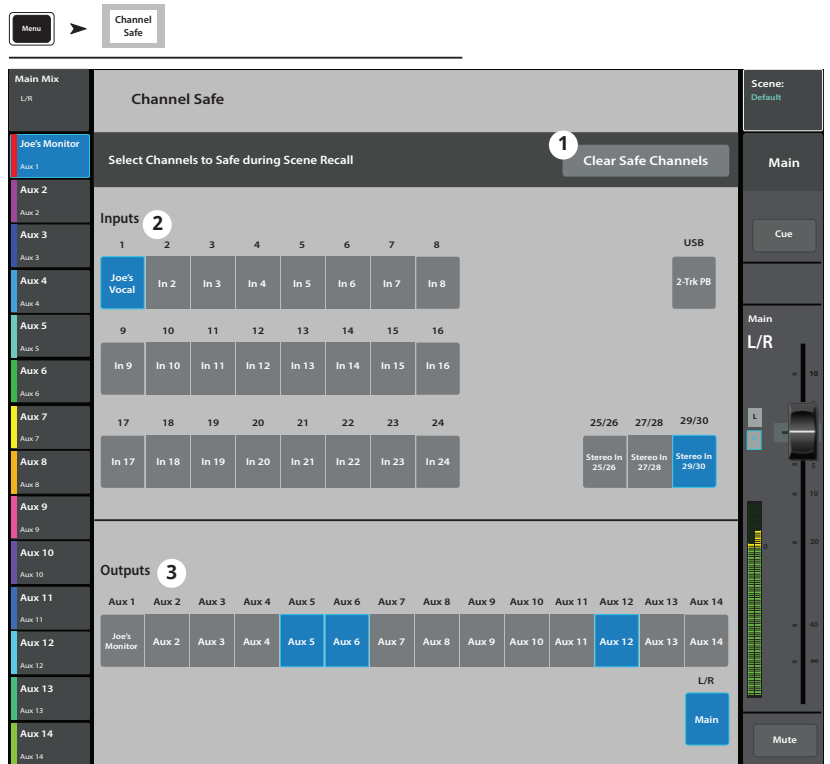 Menu
Channel
Safe
Main Mix
L/R
Channel Safe
Scene:
Default
Joe's Monitor
Aux 1
Select Channels to Safe during Scene Recall
1
Clear Safe Channels
Main
Aux 2
Aux 2
Aux 3
Aux 3
Aux 4
Aux 4
Aux 5
Aux 5
Aux 6
Aux 6
Aux 7
Aux 7
Aux 8
Aux 8
Aux 9
Aux 9
Aux 10
Aux 10
Aux 11
Aux 11
Aux 12
Aux 12
Aux 13
Aux 13
Aux 14
Aux 14
Inputs 2
1 2 3 4 5 6 7 8 USB
Joe's
Vocal
In 2 In 3 In 4 In 5 In 6 In 7 In 8 2-Trk PB
9 10 11 12 13 14 15 16
In 9 In 10 In 11 In 12 In 13 In 14 In 15 In 16
17 18 19 20 21 22 23 24 25/26 27/28 29/30
In 17 In 18 In 19 In 20 In 21 In 22 In 23 In 24
Stereo In
25/26
Stereo In
27/28
Stereo In
29/30
Outputs 3
Aux 1 Aux 2 Aux 3 Aux 4 Aux 5 Aux 6 Aux 7 Aux 8 Aux 9 Aux 10 Aux 11 Aux 12 Aux 13 Aux 14
Joe's
Monitor
Aux 2 Aux 3 Aux 4 Aux 5 Aux 6 Aux 7 Aux 8 Aux 9 Aux 10 Aux 11 Aux 12 Aux 13 Aux 14
L/R
Main
Cue
Main
L/R
10
L
5
10
20
0
40
∞
Mute